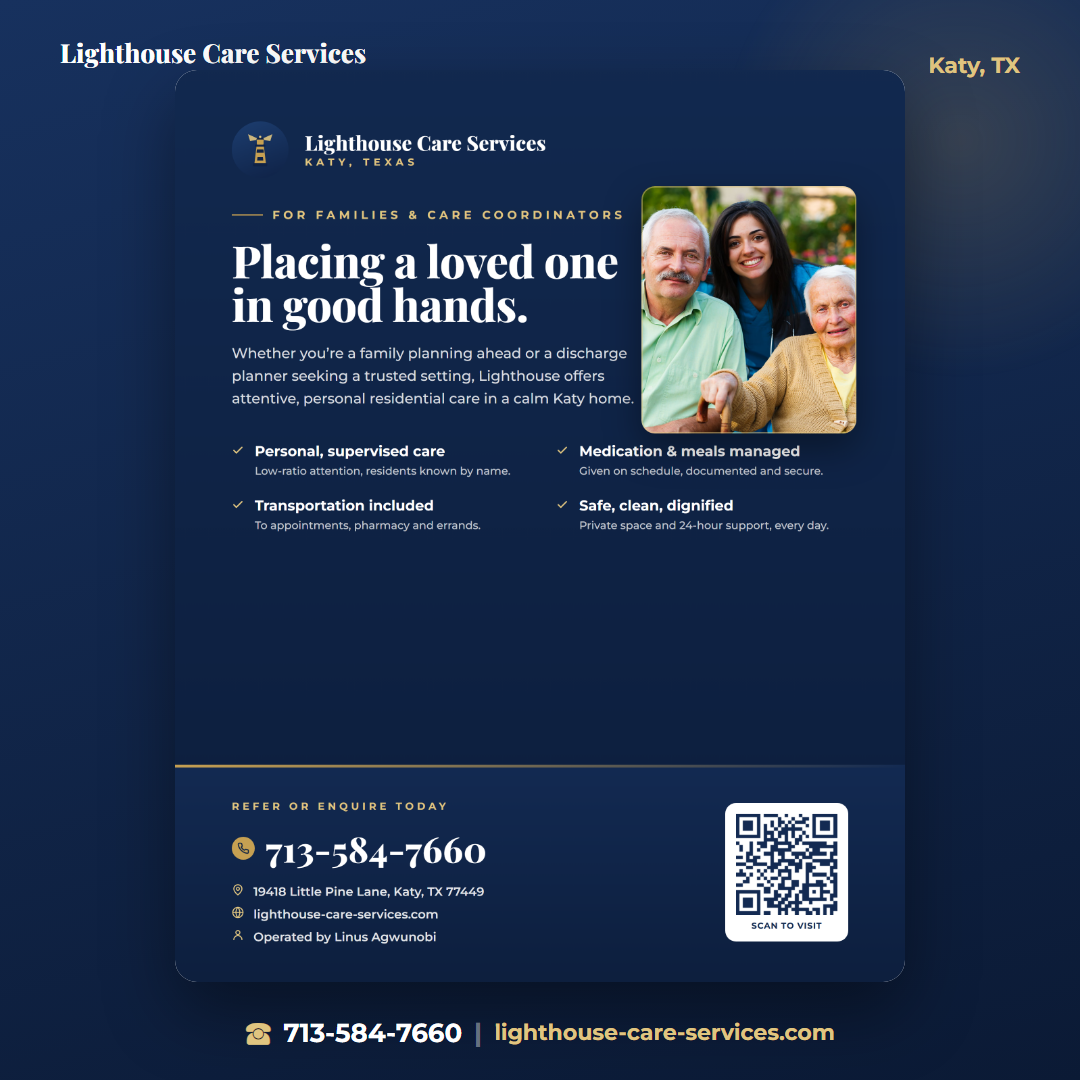 Lighthouse Care Services
Katy, TX
Lighthouse Care Services
KATY, TEXAS
FOR FAMILIES & CARE COORDINATORS
Placing a loved one
in good hands.
Whether you’re a family planning ahead or a discharge
planner seeking a trusted setting, Lighthouse offers
attentive, personal residential care in a calm Katy home.
Personal, supervised care
Low-ratio attention, residents known by name.
Medication & meals managed
Given on schedule, documented and secure.
Transportation included
To appointments, pharmacy and errands.
Safe, clean, dignified
Private space and 24-hour support, every day.
REFER OR ENQUIRE TODAY
713-584-7660
19418 Little Pine Lane, Katy, TX 77449
lighthouse-care-services.com
Operated by Linus Agwunobi
SCAN TO VISIT
713-584-7660 | lighthouse-care-services.com